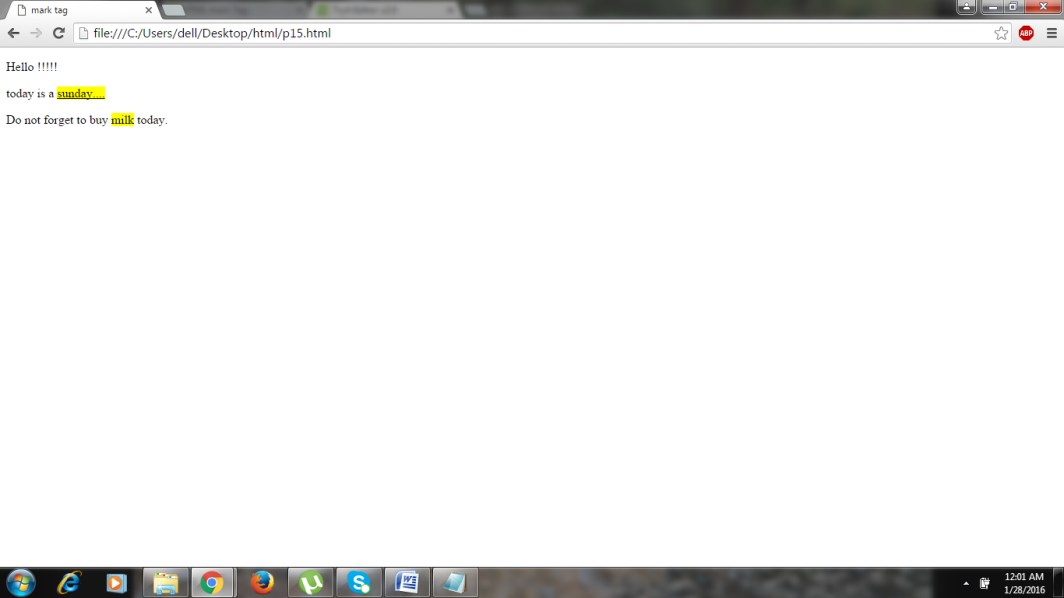 mark tag
file:///C:/Users/dell/Desktop/html/p15.html
ABP
Hello !!!!!
today is a sunday....
Do not forget to buy milk today.
12:01 AM
1/28/2016